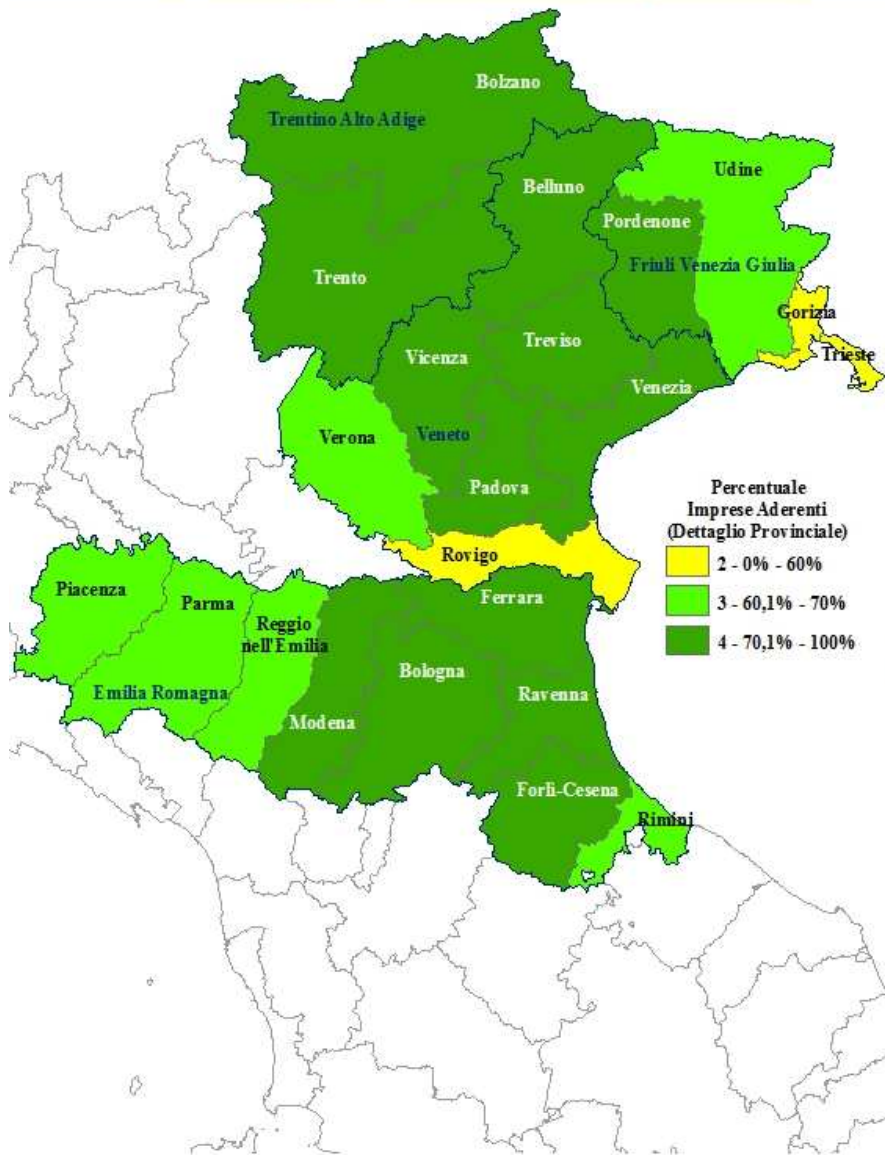 Bolzano
Trentino Alto Adige
Belluno
Udine
Pordenone
Trento
Friuli Venezia Giulia
Gorizia
Vicenza
Treviso
Trieste
Venezia
Verona
Veneto
Padova
Percentuale
Imprese Aderenti
(Dettaglio Provinciale)
2 - 0% - 60%
3 - 60,1% - 70%
4 - 70,1% - 100%
Rovigo
Piacenza
Parma
Ferrara
Reggio
nell'Emilia
Bologna
Emilia Romagna
Ravenna
Modena
Forlì-Cesena
Rimini